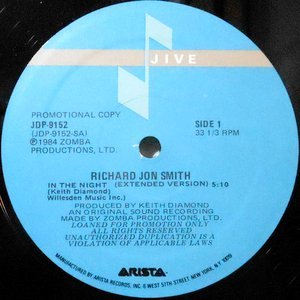 JIVE
PROMOTIONAL COPY
JDP-9152
(JDP-9152-SA)
℗1984 ZOMBA
PRODUCTIONS, LTD.
SIDE 1
33 1/3 RPM
RICHARD JON SMITH
IN THE NIGHT (EXTENDED VERSION) 5:10
(Keith Diamond)
Willesden Music Inc.)
PRODUCED BY KEITH DIAMOND
AN ORIGINAL SOUND RECORDING
MADE BY ZOMBA PRODUCTIONS, LTD.
LOANED FOR PROMOTION ONLY
ALL RIGHTS RESERVED
UNAUTHORIZED DUPLICATION IS A
VIOLATION OF APPLICABLE LAWS
ARISTA
MANUFACTURED BY ARISTA RECORDS, INC. 6 WEST 57TH STREET, NEW YORK, N.Y. 10019